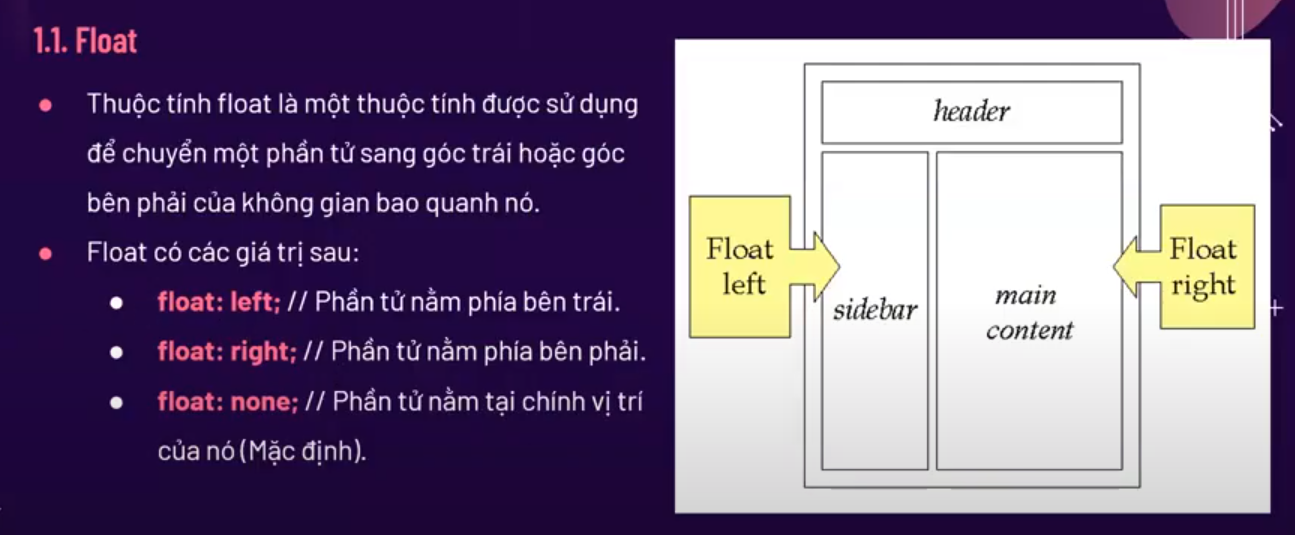 1.1. Float
Thuộc tính float là một thuộc tính được sử dụng
để chuyển một phần tử sang góc trái hoặc góc
bên phải của không gian bao quanh nó.
Float có các giá trị sau:
float: left; // Phần tử nằm phía bên trái.
float: right; // Phần tử nằm phía bên phải.
float: none; // Phần tử nằm tại chính vị trí
của nó (Mặc định).
header
Float
left
sidebar
main
content
Float
right